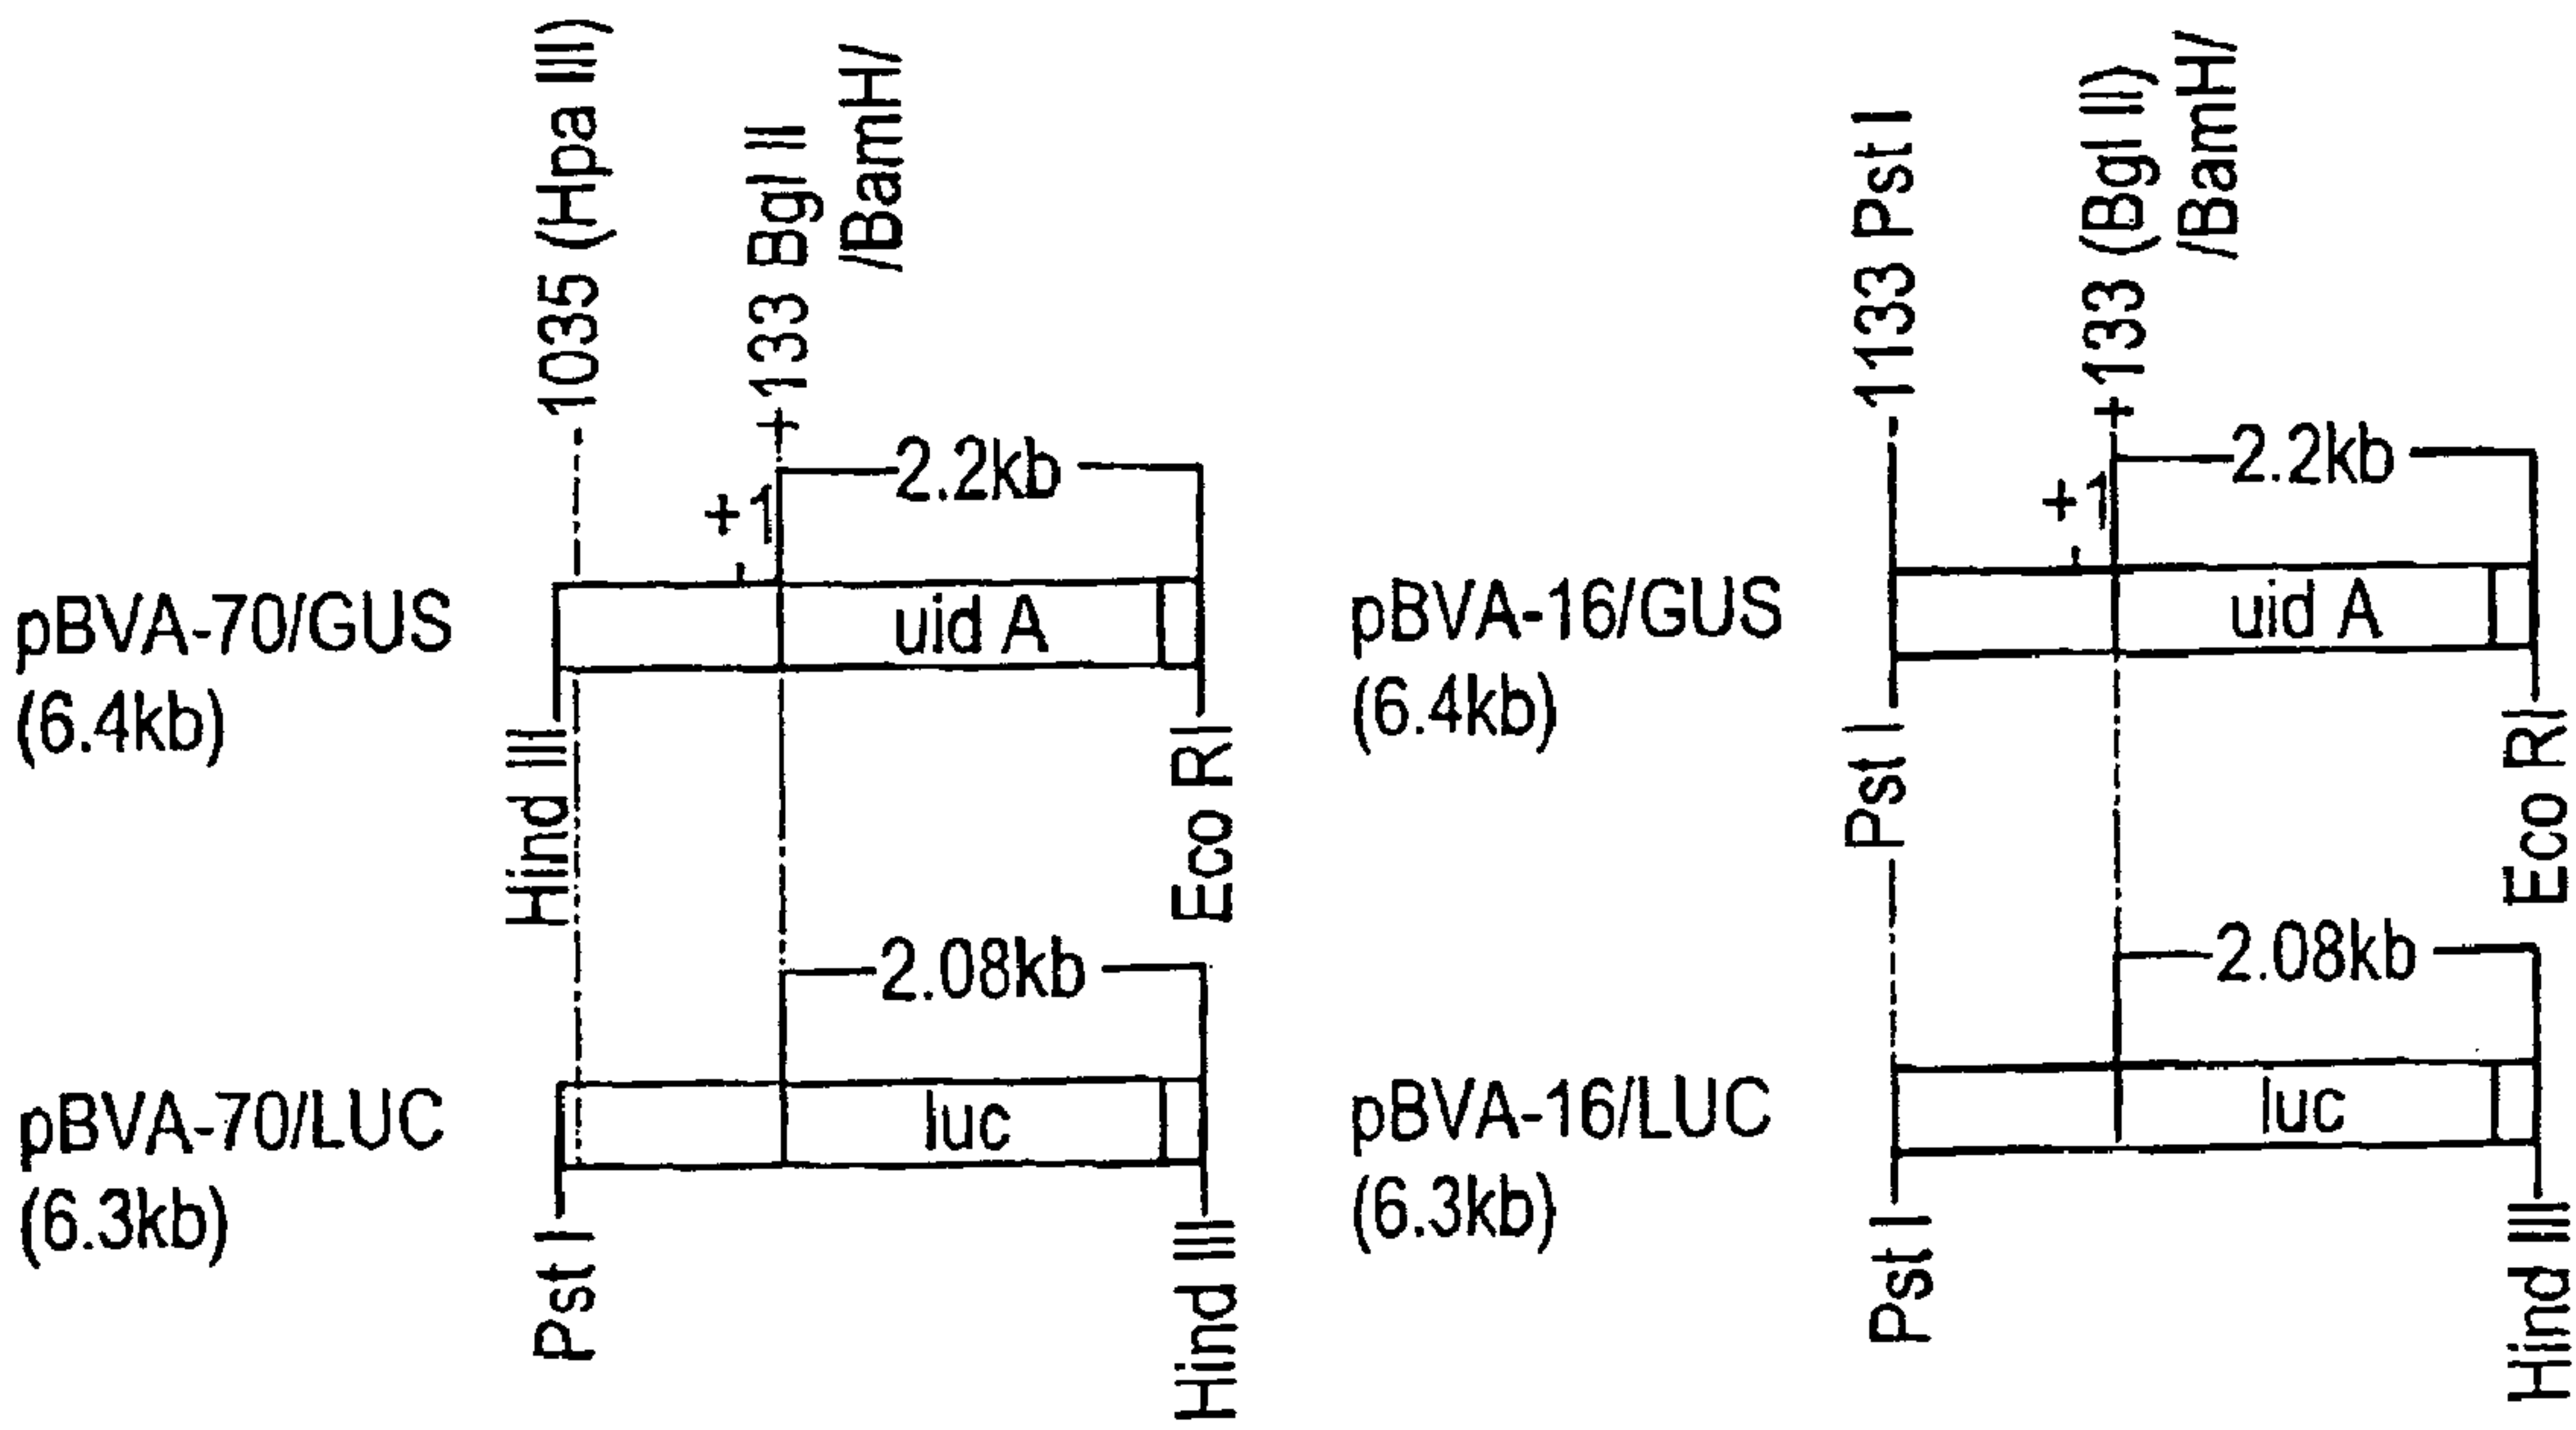 -1035 (Hpa III)
+133 Bgl II
/BamH/
2.2kb
+1
pBVA-70/GUS
(6.4kb)
uid A
Hind III
Eco RI
2.08kb
pBVA-70/LUC
(6.3kb)
luc
Pst I
Hind III
-1133 Pst I
+133 (Bgl II)
/BamH/
2.2kb
+1
pBVA-16/GUS
(6.4kb)
uid A
Pst I
Eco RI
2.08kb
pBVA-16/LUC
(6.3kb)
luc
Pst I
Hind III